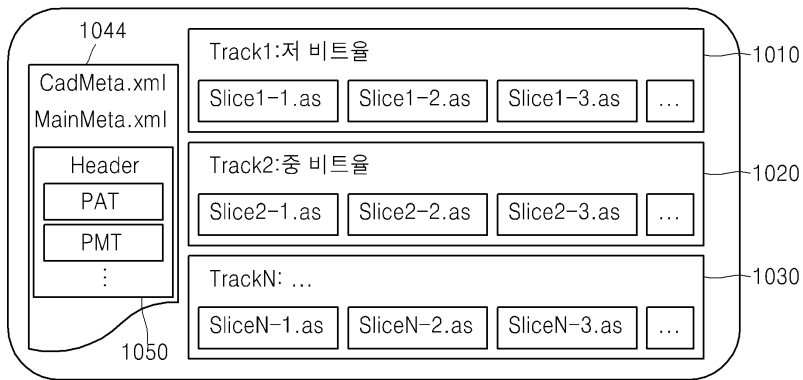 1044
CadMeta.xml
MainMeta.xml
Header
PAT
PMT
⋮
1050
Track1:저 비트율
1010
Slice1-1.as Slice1-2.as Slice1-3.as ...
Track2:중 비트율
1020
Slice2-1.as Slice2-2.as Slice2-3.as ...
TrackN: ...
1030
SliceN-1.as SliceN-2.as SliceN-3.as ...